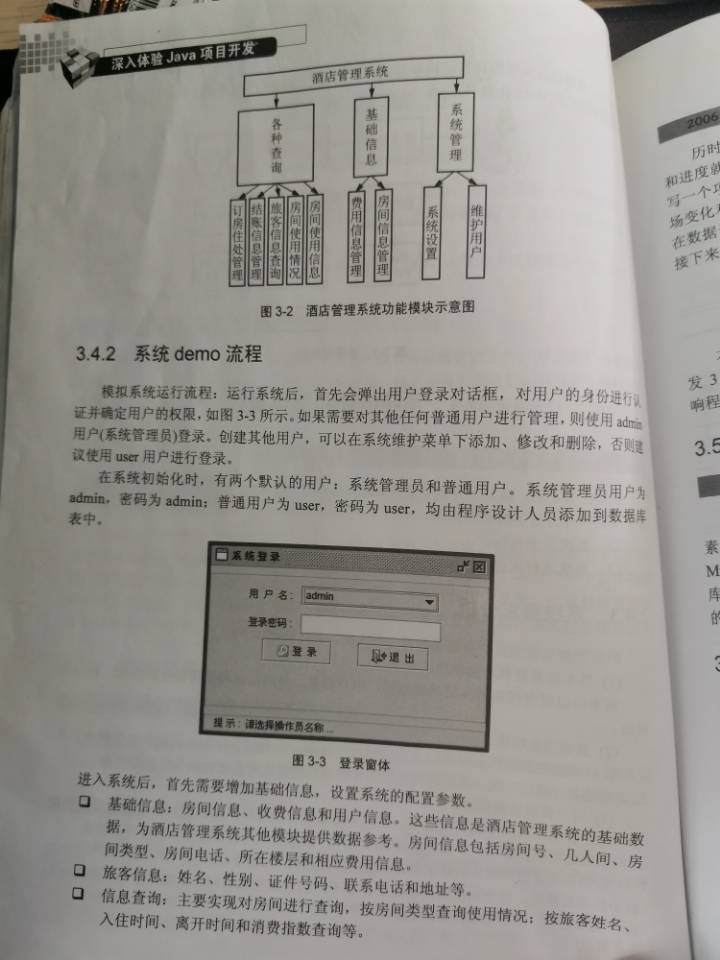 深入体验 Java 项目开发
酒店管理系统
各种查询
基础信息
系统管理
订房住处管理
结账信息管理
旅客信息查询
房间使用情况
房间使用信息
费用信息管理
房间信息管理
系统设置
维护用户
图 3-2 酒店管理系统功能模块示意图
3.4.2 系统 demo 流程
模拟系统运行流程：运行系统后，首先会弹出用户登录对话框，对用户的身份进行认
证并确定用户的权限，如图 3-3 所示。如果需要对其他任何普通用户进行管理，则使用 admin
用户(系统管理员)登录。创建其他用户，可以在系统维护菜单下添加、修改和删除，否则建
议使用 user 用户进行登录。
在系统初始化时，有两个默认的用户：系统管理员和普通用户。系统管理员用户为
admin，密码为 admin；普通用户为 user，密码为 user，均由程序设计人员添加到数据库
表中。
系统登录
用 户 名：
admin
登录密码：
登 录
退 出
提示：请选择操作员名称...
图 3-3 登录窗体
进入系统后，首先需要增加基础信息，设置系统的配置参数。
❑ 基础信息：房间信息、收费信息和用户信息。这些信息是酒店管理系统的基础数
据，为酒店管理系统其他模块提供数据参考。房间信息包括房间号、几人间、房
间类型、房间电话、所在楼层和相应费用信息。
❑ 旅客信息：姓名、性别、证件号码、联系电话和地址等。
❑ 信息查询：主要实现对房间进行查询，按房间类型查询使用情况；按旅客姓名、
入住时间、离开时间和消费指数查询等。
2006
历时
和进度就
写一个
场变化
在数据
接下来
发 3
响程
3.5
素
M
库
的